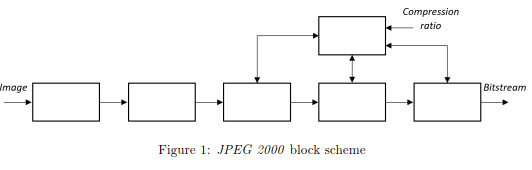 Compression
ratio
Image
Bitstream
Figure 1: JPEG 2000 block scheme